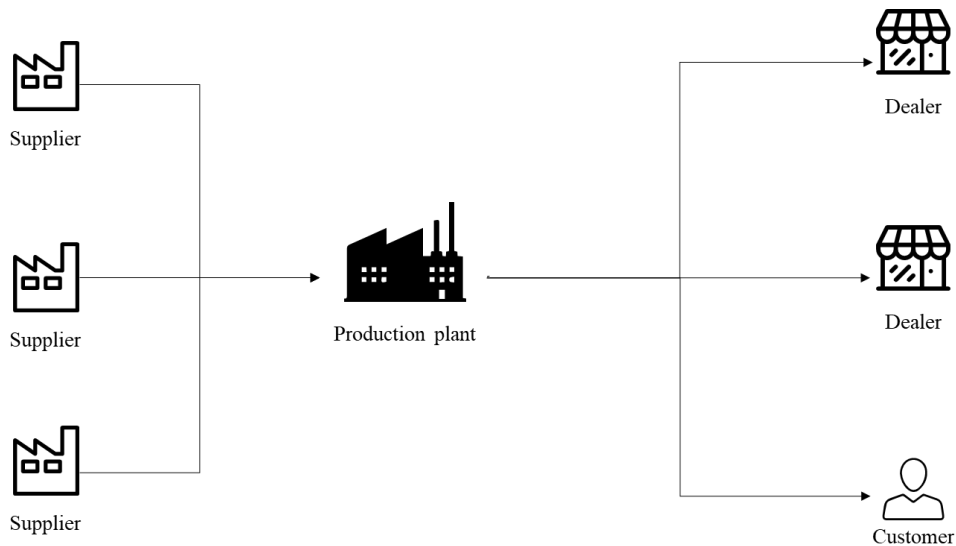 Supplier
Supplier
Supplier
Production plant
Dealer
Dealer
Customer